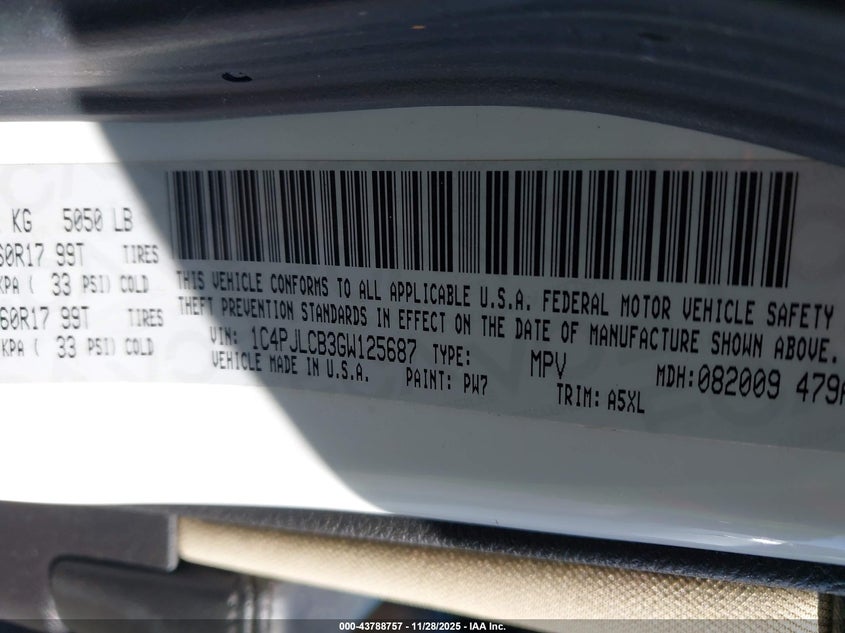 KG 5050 LB
60R17 99T TIRES
KPA ( 33 PSI) COLD
60R17 99T TIRES
KPA ( 33 PSI) COLD
THIS VEHICLE CONFORMS TO ALL APPLICABLE U.S.A. FEDERAL MOTOR VEHICLE SAFETY
THEFT PREVENTION STANDARDS IN EFFECT ON THE DATE OF MANUFACTURE SHOWN ABOVE.
VIN: 1C4PJLCB3GW125687 TYPE: MPV MDH: 082009 479A
VEHICLE MADE IN U.S.A. PAINT: PW7 TRIM: A5XL
000-43788757 - 11/28/2025 - IAA Inc.